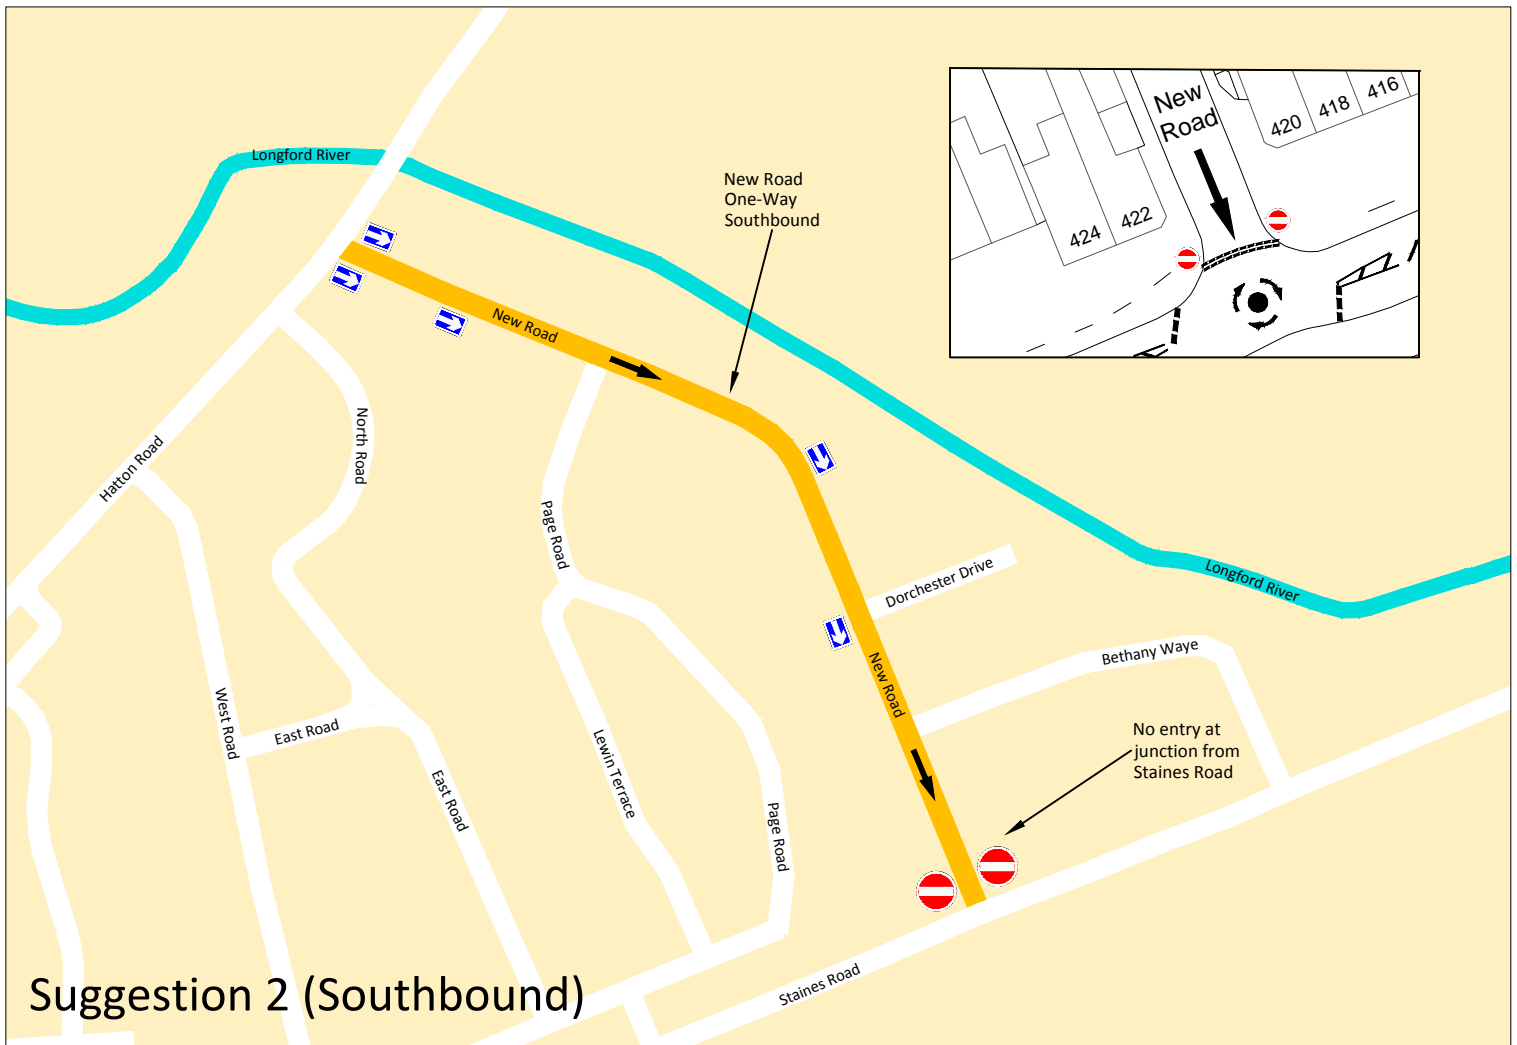 Longford River
New Road
One-Way
Southbound
New
Road
420
418
416
424
422
New Road
North Road
Hatton Road
Page Road
Dorchester Drive
Longford River
Bethany Waye
New Road
West Road
East Road
Lewin Terrace
East Road
Page Road
No entry at
junction from
Staines Road
Staines Road
Suggestion 2 (Southbound)